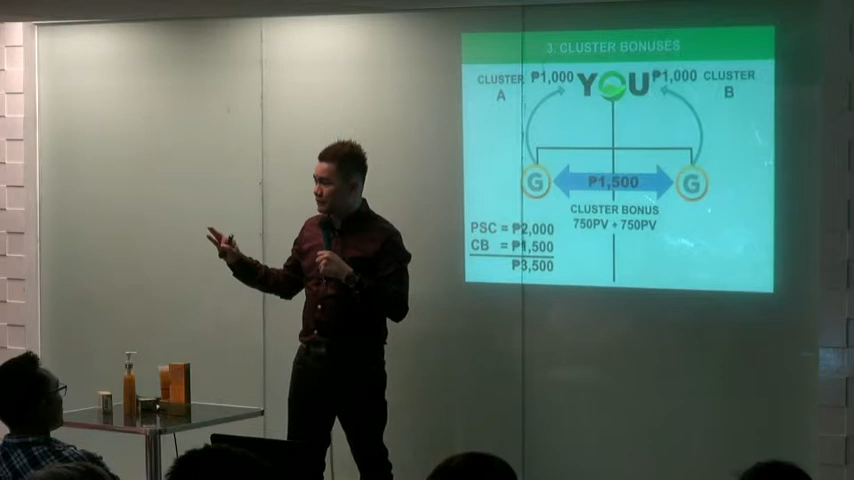 3. CLUSTER BONUSES
CLUSTER A
₱1,000 YOU ₱1,000
CLUSTER B
G ₱1,500 G
CLUSTER BONUS
750PV + 750PV
PSC = ₱2,000
CB = ₱1,500
₱3,500